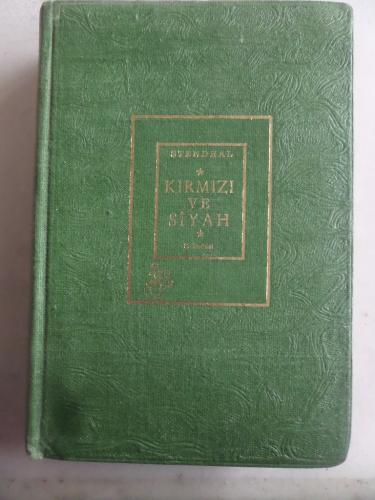 STENDHAL
KIRMIZI
VE
SİYAH